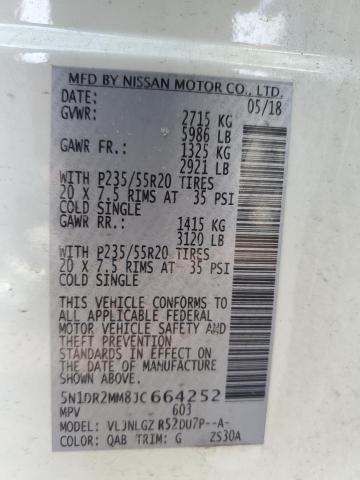 MFD BY NISSAN MOTOR CO., LTD.
DATE: 05/18
GVWR: 2715 KG
5986 LB
GAWR FR.: 1325 KG
2921 LB
WITH P235/55R20 TIRES
20 X 7.5 RIMS AT 35 PSI
COLD SINGLE
GAWR RR.: 1415 KG
3120 LB
WITH P235/55R20 TIRES
20 X 7.5 RIMS AT 35 PSI
COLD SINGLE
THIS VEHICLE CONFORMS TO
ALL APPLICABLE FEDERAL
MOTOR VEHICLE SAFETY AND
THEFT PREVENTION
STANDARDS IN EFFECT ON
THE DATE OF MANUFACTURE
SHOWN ABOVE.
5N1DR2MM8JC664252
MPV 603
MODEL: VLJNLGZ R52DU7P--A-
COLOR: QAB TRIM: G ZS30A